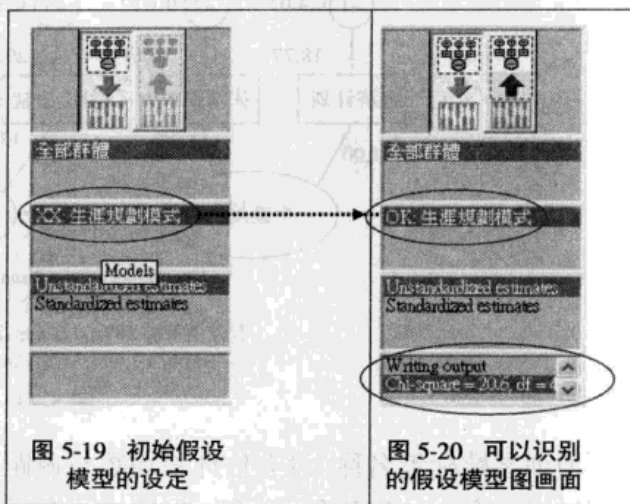 全部群體
XX: 生涯規劃模式
Models
Unstandardized estimates
Standardized estimates
图 5-19 初始假设
模型的设定
全部群體
OK: 生涯規劃模式
Unstandardized estimates
Standardized estimates
Writing output
Chi-square = 20.6, df =
图 5-20 可以识别
的假设模型图画面